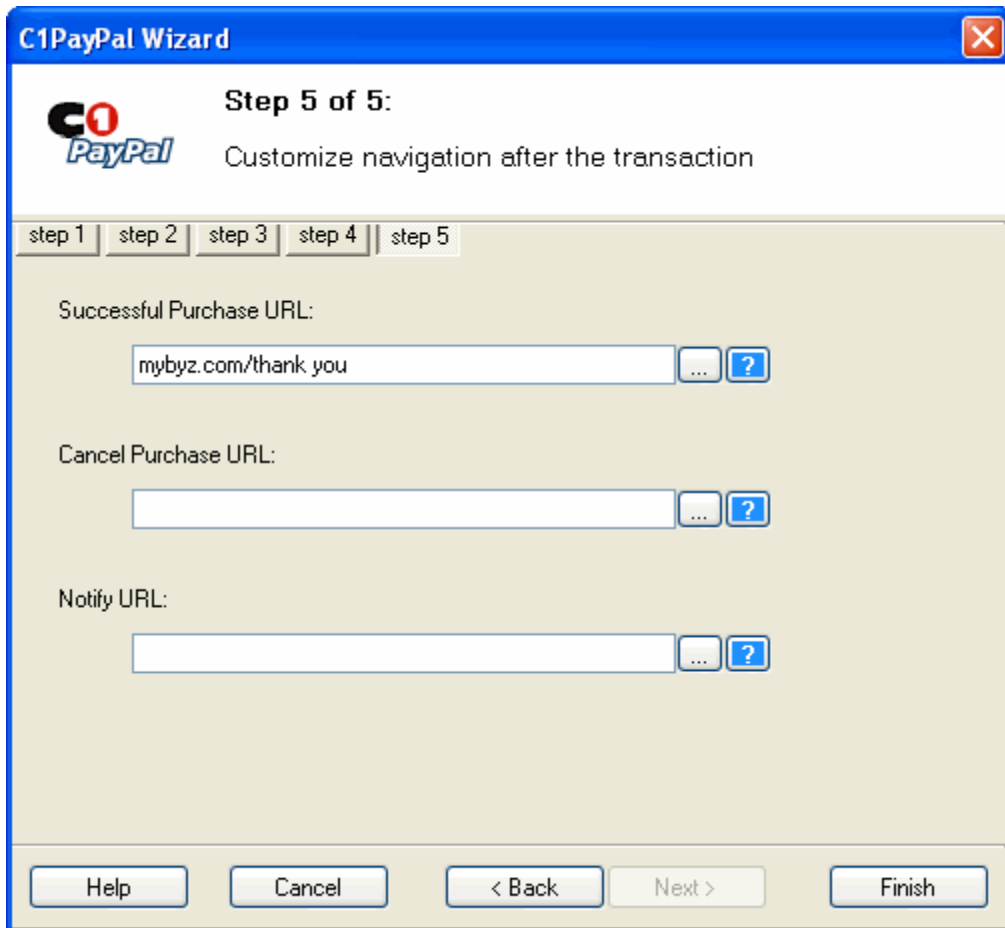 C1PayPal Wizard
C1
PayPal
Step 5 of 5:
Customize navigation after the transaction
step 1 step 2 step 3 step 4 step 5
Successful Purchase URL:
mybyz.com/thank you ... ?
Cancel Purchase URL:
... ?
Notify URL:
... ?
Help Cancel < Back Next > Finish